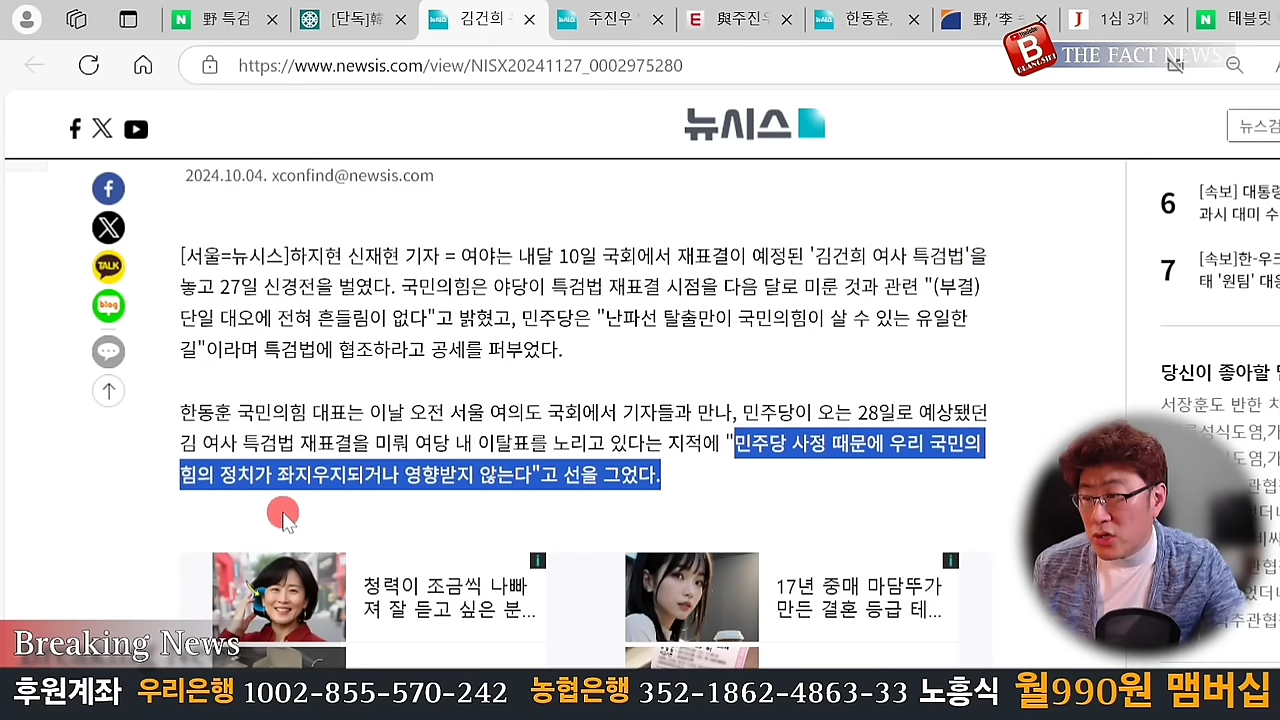 野 특검
[단독]韓
김건희
주진우
與주진우
한동훈,
野, '李
1심 3개
태블릿
https://www.newsis.com/view/NISX20241127_0002975280
THE FACT NEWS
뉴시스
뉴스검
2024.10.04. xconfind@newsis.com
[서울=뉴시스]하지현 신재현 기자 = 여야는 내달 10일 국회에서 재표결이 예정된 '김건희 여사 특검법'을
놓고 27일 신경전을 벌였다. 국민의힘은 야당이 특검법 재표결 시점을 다음 달로 미룬 것과 관련 "(부결)
단일 대오에 전혀 흔들림이 없다"고 밝혔고, 민주당은 "난파선 탈출만이 국민의힘이 살 수 있는 유일한
길"이라며 특검법에 협조하라고 공세를 퍼부었다.
한동훈 국민의힘 대표는 이날 오전 서울 여의도 국회에서 기자들과 만나, 민주당이 오는 28일로 예상됐던
김 여사 특검법 재표결을 미뤄 여당 내 이탈표를 노리고 있다는 지적에 "민주당 사정 때문에 우리 국민의
힘의 정치가 좌지우지되거나 영향받지 않는다"고 선을 그었다.
TALK
blog
6
[속보] 대통령
과시 대미 수
7
[속보]한-우크
태 '원팀' 대응
당신이 좋아할 만
서장훈도 반한 치
청력이 조금씩 나빠
져 잘 듣고 싶은 분...
17년 중매 마담뚜가
만든 결혼 등급 테...
Breaking News
후원계좌 우리은행 1002-855-570-242 농협은행 352-1862-4863-33 노흥식 월990원 맴버십